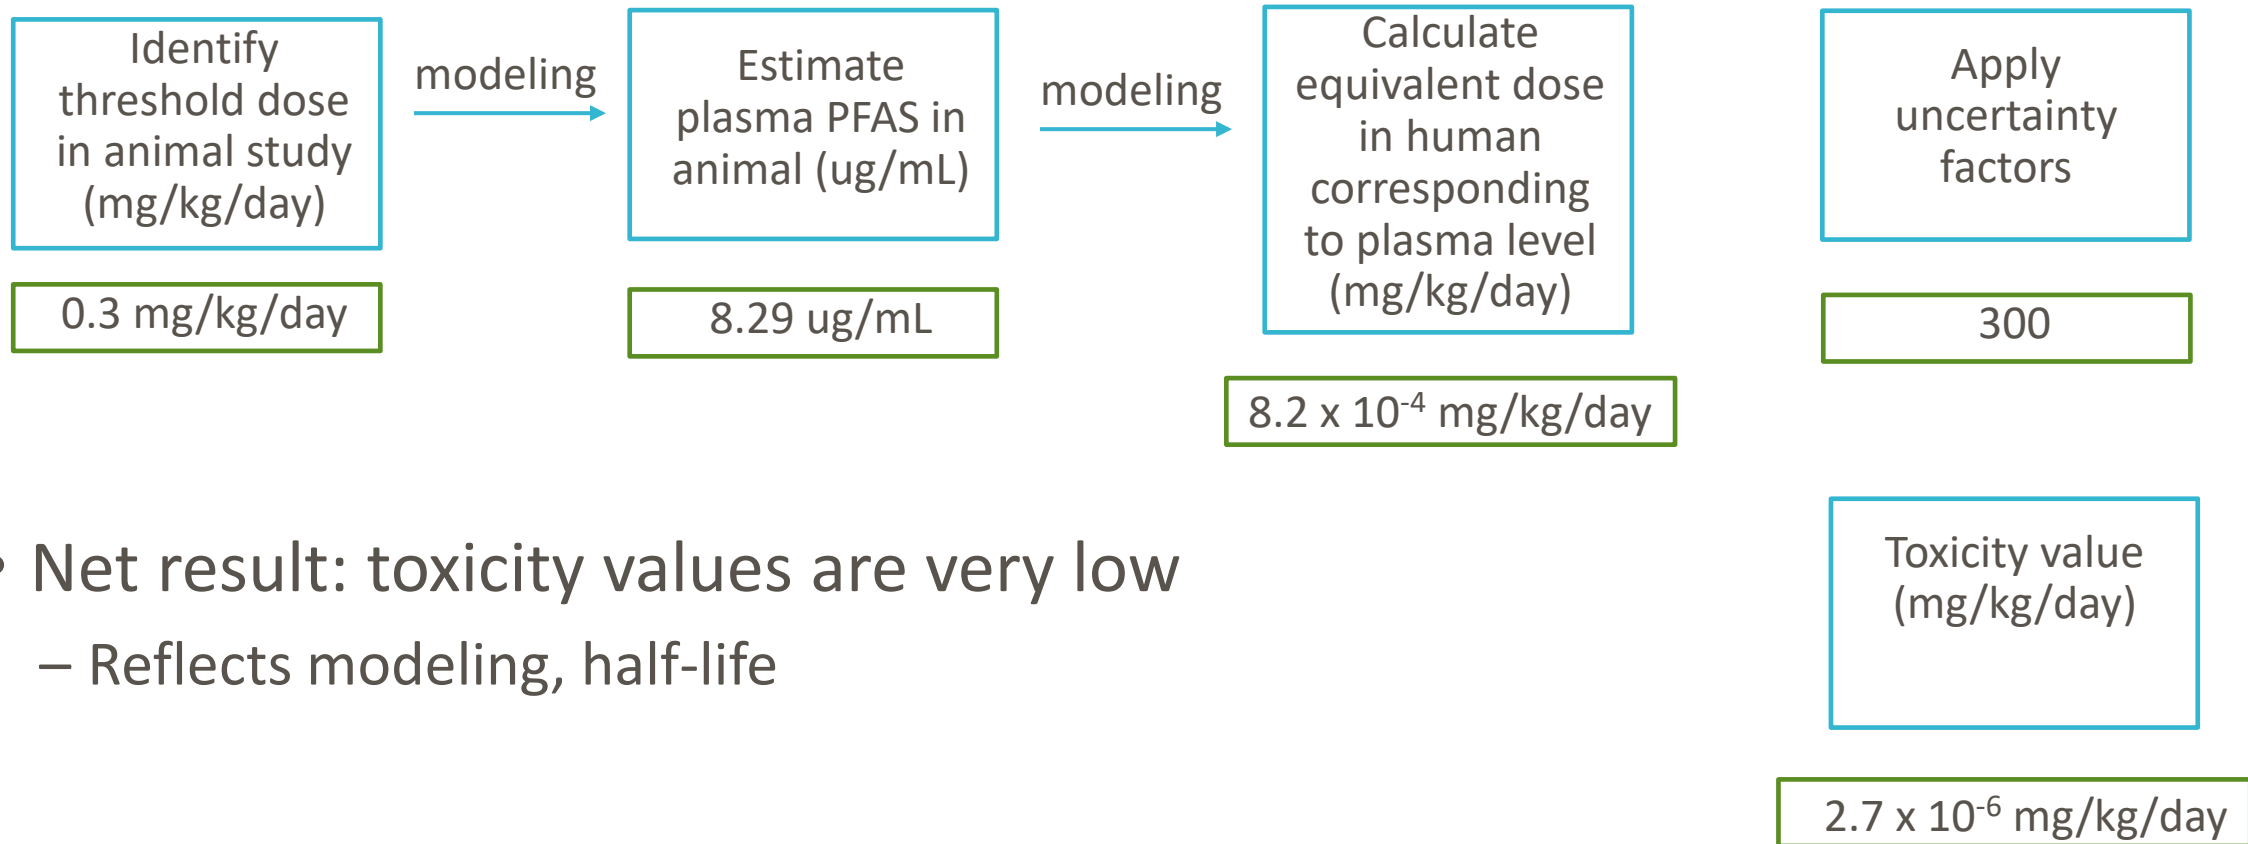 Identify
threshold dose
in animal study
(mg/kg/day)
0.3 mg/kg/day
modeling
Estimate
plasma PFAS in
animal (ug/mL)
8.29 ug/mL
modeling
Calculate
equivalent dose
in human
corresponding
to plasma level
(mg/kg/day)
8.2 x 10⁻⁴ mg/kg/day
Apply
uncertainty
factors
300
Toxicity value
(mg/kg/day)
2.7 x 10⁻⁶ mg/kg/day
• Net result: toxicity values are very low
– Reflects modeling, half-life